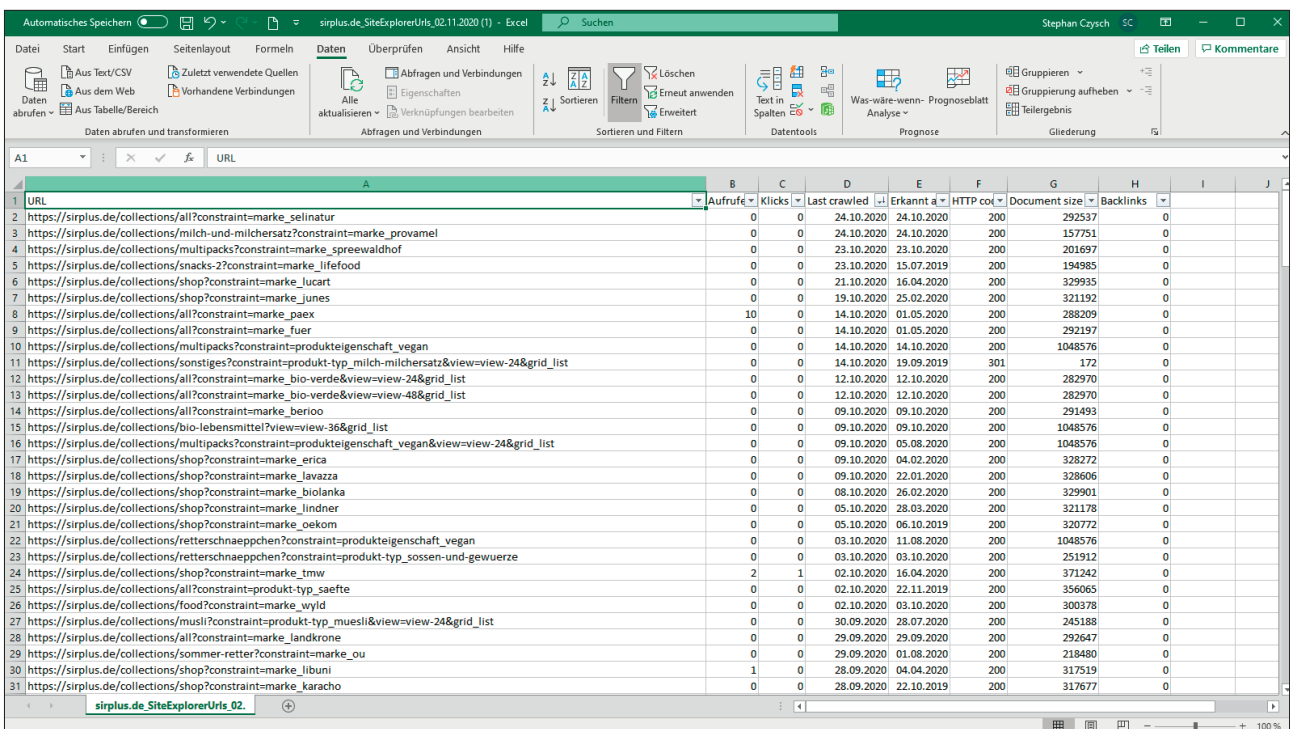 Automatisches Speichern sirplus.de_SiteExplorerUrls_02.11.2020 (1) - Excel Suchen Stephan Czysch SC
Datei Start Einfügen Seitenlayout Formeln Daten Überprüfen Ansicht Hilfe Teilen Kommentare
Daten abrufen Aus Text/CSV Aus dem Web Aus Tabelle/Bereich Zuletzt verwendete Quellen Vorhandene Verbindungen
Daten abrufen und transformieren
Alle aktualisieren Abfragen und Verbindungen Eigenschaften Verknüpfungen bearbeiten
Abfragen und Verbindungen
Sortieren Filtern Löschen Erneut anwenden Erweitert
Sortieren und Filtern
Text in Spalten
Datentools
Was-wäre-wenn-Analyse Prognoseblatt
Prognose
Gruppieren Gruppierung aufheben Teilergebnis
Gliederung
A1 fx URL
A B C D E F G H I J
1 URL Aufrufe Klicks Last crawled Erkannt a HTTP coc Document size Backlinks
2 https://sirplus.de/collections/all?constraint=marke_selinatur 0 0 24.10.2020 24.10.2020 200 292537 0
3 https://sirplus.de/collections/milch-und-milchersatz?constraint=marke_provamel 0 0 24.10.2020 24.10.2020 200 157751 0
4 https://sirplus.de/collections/multipacks?constraint=marke_spreewaldhof 0 0 23.10.2020 23.10.2020 200 201697 0
5 https://sirplus.de/collections/snacks-2?constraint=marke_lifefood 0 0 23.10.2020 15.07.2019 200 194985 0
6 https://sirplus.de/collections/shop?constraint=marke_lucart 0 0 21.10.2020 16.04.2020 200 329935 0
7 https://sirplus.de/collections/shop?constraint=marke_junes 0 0 19.10.2020 25.02.2020 200 321192 0
8 https://sirplus.de/collections/all?constraint=marke_paex 10 0 14.10.2020 01.05.2020 200 288209 0
9 https://sirplus.de/collections/all?constraint=marke_fuer 0 0 14.10.2020 01.05.2020 200 292197 0
10 https://sirplus.de/collections/multipacks?constraint=produkteigenschaft_vegan 0 0 14.10.2020 14.10.2020 200 1048576 0
11 https://sirplus.de/collections/sonstiges?constraint=produkt-typ_milch-milchersatz&view=view-24&grid_list 0 0 14.10.2020 19.09.2019 301 172 0
12 https://sirplus.de/collections/all?constraint=marke_bio-verde&view=view-24&grid_list 0 0 12.10.2020 12.10.2020 200 282970 0
13 https://sirplus.de/collections/all?constraint=marke_bio-verde&view=view-48&grid_list 0 0 12.10.2020 12.10.2020 200 282970 0
14 https://sirplus.de/collections/all?constraint=marke_berioo 0 0 09.10.2020 09.10.2020 200 291493 0
15 https://sirplus.de/collections/bio-lebensmittel?view=view-36&grid_list 0 0 09.10.2020 09.10.2020 200 1048576 0
16 https://sirplus.de/collections/multipacks?constraint=produkteigenschaft_vegan&view=view-24&grid_list 0 0 09.10.2020 05.08.2020 200 1048576 0
17 https://sirplus.de/collections/shop?constraint=marke_erica 0 0 09.10.2020 04.02.2020 200 328272 0
18 https://sirplus.de/collections/shop?constraint=marke_lavazza 0 0 09.10.2020 22.01.2020 200 328606 0
19 https://sirplus.de/collections/shop?constraint=marke_biolanka 0 0 08.10.2020 26.02.2020 200 329901 0
20 https://sirplus.de/collections/shop?constraint=marke_lindner 0 0 05.10.2020 28.03.2020 200 321178 0
21 https://sirplus.de/collections/shop?constraint=marke_oekom 0 0 05.10.2020 06.10.2019 200 320772 0
22 https://sirplus.de/collections/retterschnaeppchen?constraint=produkteigenschaft_vegan 0 0 03.10.2020 11.08.2020 200 1048576 0
23 https://sirplus.de/collections/retterschnaeppchen?constraint=produkt-typ_sossen-und-gewuerze 0 0 03.10.2020 03.10.2020 200 251912 0
24 https://sirplus.de/collections/shop?constraint=marke_tmw 2 1 02.10.2020 16.04.2020 200 371242 0
25 https://sirplus.de/collections/all?constraint=produkt-typ_saefte 0 0 02.10.2020 22.11.2019 200 356065 0
26 https://sirplus.de/collections/food?constraint=marke_wyld 0 0 02.10.2020 03.10.2020 200 300378 0
27 https://sirplus.de/collections/musli?constraint=produkt-typ_muesli&view=view-24&grid_list 0 0 30.09.2020 28.07.2020 200 245188 0
28 https://sirplus.de/collections/all?constraint=marke_landkrone 0 0 29.09.2020 29.09.2020 200 292647 0
29 https://sirplus.de/collections/sommer-retter?constraint=marke_ou 0 0 29.09.2020 01.08.2020 200 218480 0
30 https://sirplus.de/collections/shop?constraint=marke_libuni 1 0 28.09.2020 04.04.2020 200 317519 0
31 https://sirplus.de/collections/shop?constraint=marke_karacho 0 0 28.09.2020 22.10.2019 200 317677 0
sirplus.de_SiteExplorerUrls_02.
100 %